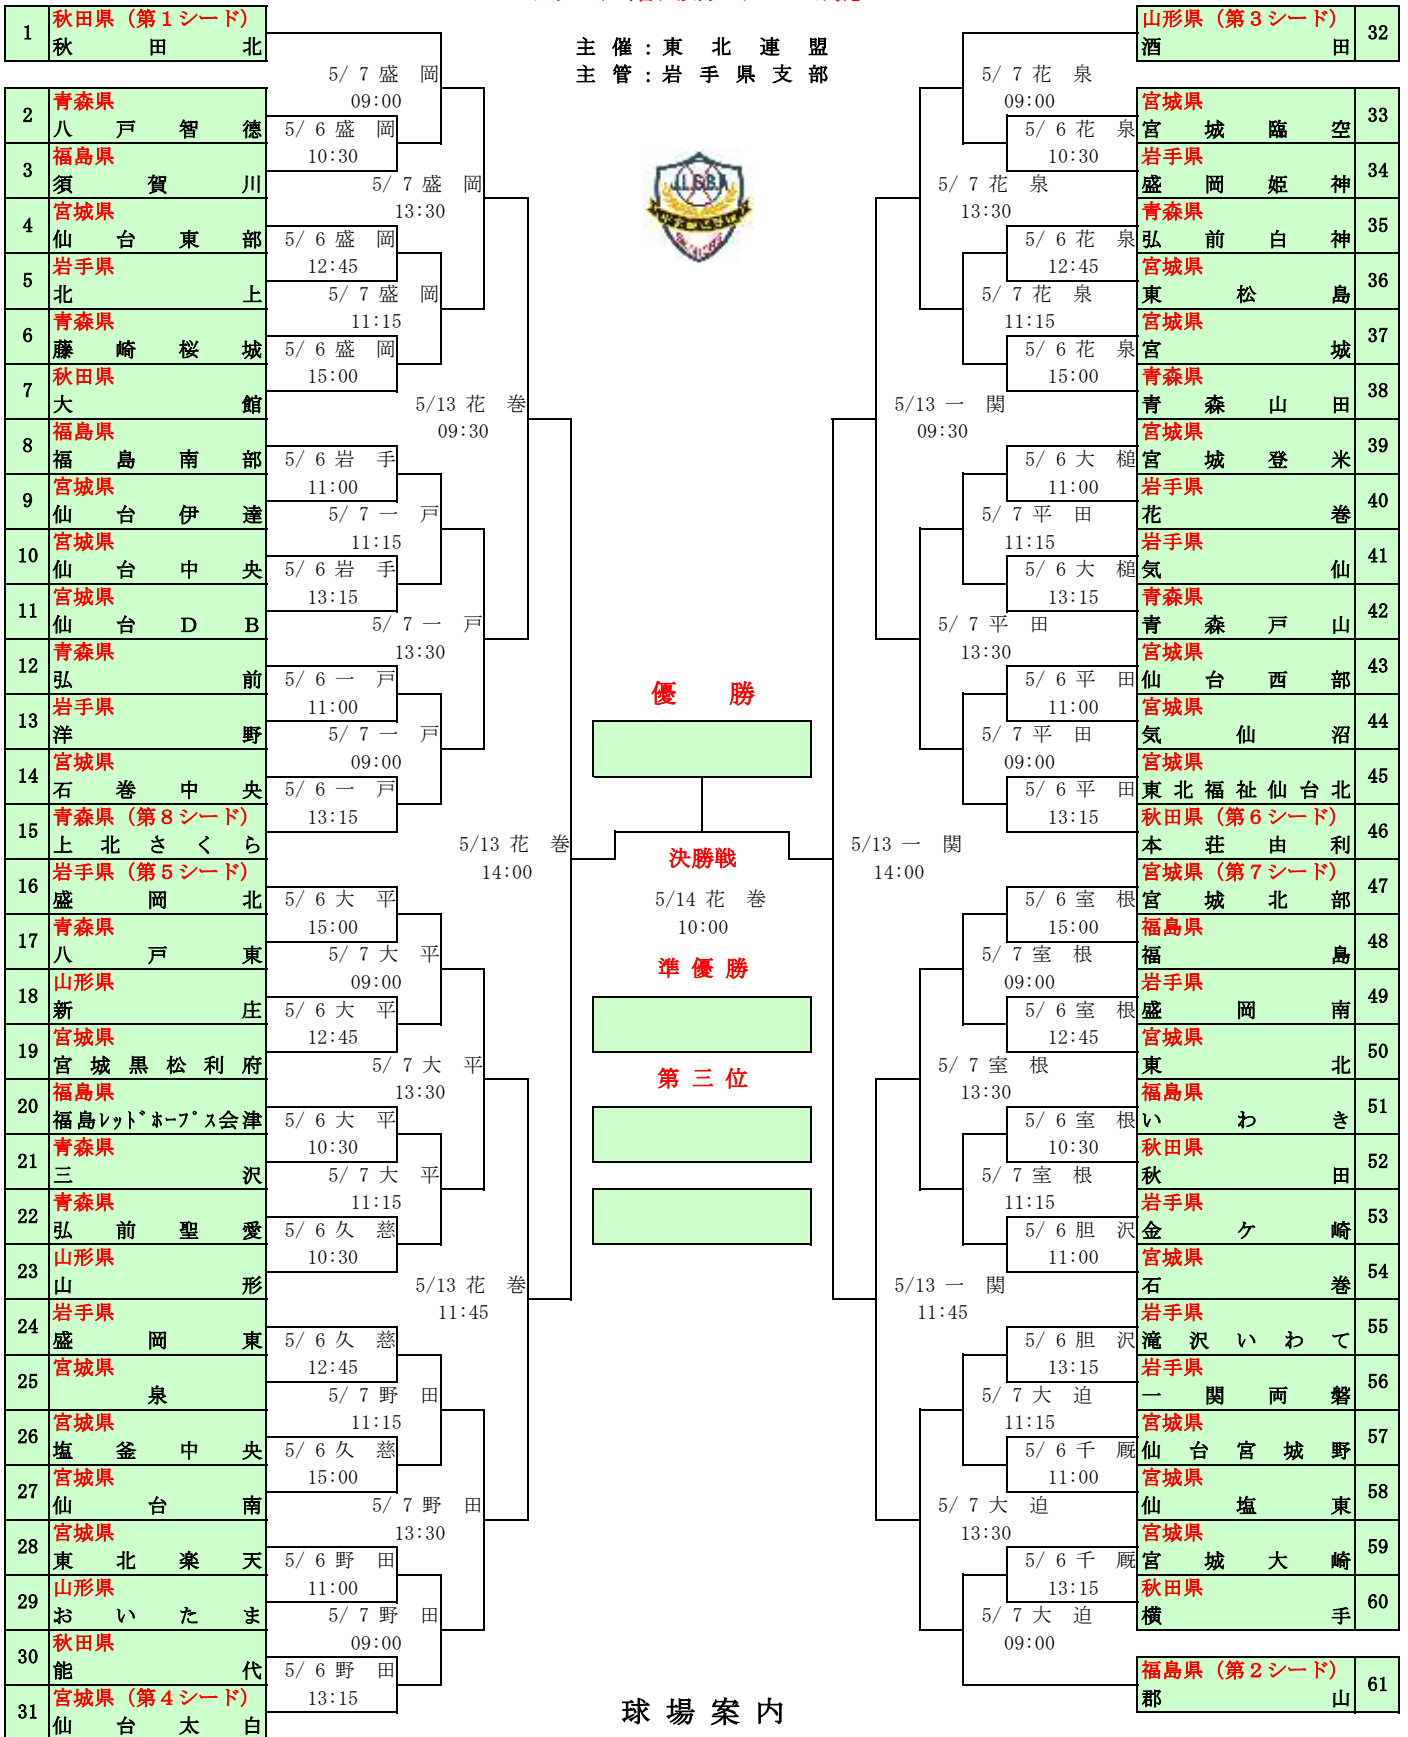 主催：東北連盟
主管：岩手県支部
1 秋田県（第1シード）
秋田北
2 青森県
八戸智徳
3 福島県
須賀川
4 宮城県
仙台東部
5 岩手県
北上
6 青森県
藤崎桜城
7 秋田県
大館
8 福島県
福島南部
9 宮城県
仙台伊達
10 宮城県
仙台中央
11 宮城県
仙台DB
12 青森県
弘前
13 岩手県
洋野
14 宮城県
石巻中央
15 青森県（第8シード）
上北さくら
16 岩手県（第5シード）
盛岡北
17 青森県
八戸東
18 山形県
新庄
19 宮城県
宮城黒松利府
20 福島県
福島ﾚｯﾄﾞﾎｰﾌﾟｽ会津
21 青森県
三沢
22 青森県
弘前聖愛
23 山形県
山形
24 岩手県
盛岡東
25 宮城県
泉
26 宮城県
塩釜中央
27 宮城県
仙台南
28 宮城県
東北楽天
29 山形県
おいたま
30 秋田県
能代
31 宮城県（第4シード）
仙台太白
5/ 7 盛岡
09:00
5/ 6 盛岡
10:30
5/ 7 盛岡
13:30
5/ 6 盛岡
12:45
5/ 7 盛岡
11:15
5/ 6 盛岡
15:00
5/13 花巻
09:30
5/ 6 岩手
11:00
5/ 7 一戸
11:15
5/ 6 岩手
13:15
5/ 7 一戸
13:30
5/ 6 一戸
11:00
5/ 7 一戸
09:00
5/ 6 一戸
13:15
5/13 花巻
14:00
5/ 6 大平
15:00
5/ 7 大平
09:00
5/ 6 大平
12:45
5/ 7 大平
13:30
5/ 6 大平
10:30
5/ 7 大平
11:15
5/ 6 久慈
10:30
5/13 花巻
11:45
5/ 6 久慈
12:45
5/ 7 野田
11:15
5/ 6 久慈
15:00
5/ 7 野田
13:30
5/ 6 野田
11:00
5/ 7 野田
09:00
5/ 6 野田
13:15
J.L.S.B.A
優勝
決勝戦
5/14 花巻
10:00
準優勝
第三位
5/ 7 花泉
09:00
5/ 6 花泉
10:30
5/ 7 花泉
13:30
5/ 6 花泉
12:45
5/ 7 花泉
11:15
5/ 6 花泉
15:00
5/13 一関
09:30
5/ 6 大槌
11:00
5/ 7 平田
11:15
5/ 6 大槌
13:15
5/ 7 平田
13:30
5/ 6 平田
11:00
5/ 7 平田
09:00
5/ 6 平田
13:15
5/13 一関
14:00
5/ 6 室根
15:00
5/ 7 室根
09:00
5/ 6 室根
12:45
5/ 7 室根
13:30
5/ 6 室根
10:30
5/ 7 室根
11:15
5/ 6 胆沢
11:00
5/13 一関
11:45
5/ 6 胆沢
13:15
5/ 7 大迫
11:15
5/ 6 千厩
11:00
5/ 7 大迫
13:30
5/ 6 千厩
13:15
5/ 7 大迫
09:00
山形県（第3シード） 32
酒田
宮城県 33
宮城臨空
岩手県 34
盛岡姫神
青森県 35
弘前白神
宮城県 36
東松島
宮城県 37
宮城
青森県 38
青森山田
宮城県 39
宮城登米
岩手県 40
花巻
岩手県 41
気仙
青森県 42
青森戸山
宮城県 43
仙台西部
宮城県 44
気仙沼
宮城県 45
東北福祉仙台北
秋田県（第6シード） 46
本荘由利
宮城県（第7シード） 47
宮城北部
福島県 48
福島
岩手県 49
盛岡南
宮城県 50
東北
福島県 51
いわき
秋田県 52
秋田
岩手県 53
金ケ崎
宮城県 54
石巻
岩手県 55
滝沢いわて
岩手県 56
一関両磐
宮城県 57
仙台宮城野
宮城県 58
仙塩東
宮城県 59
宮城大崎
秋田県 60
横手
福島県（第2シード） 61
郡山
球場案内